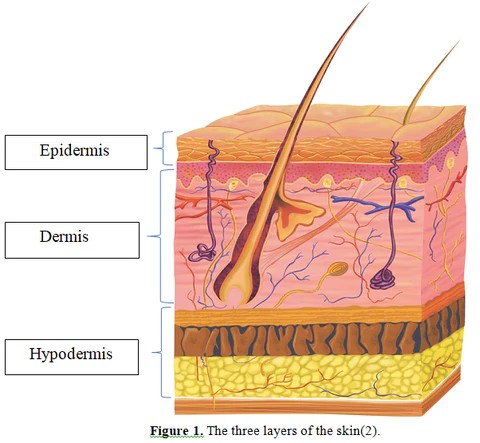 Epidermis
Dermis
Hypodermis
Figure 1. The three layers of the skin(2).